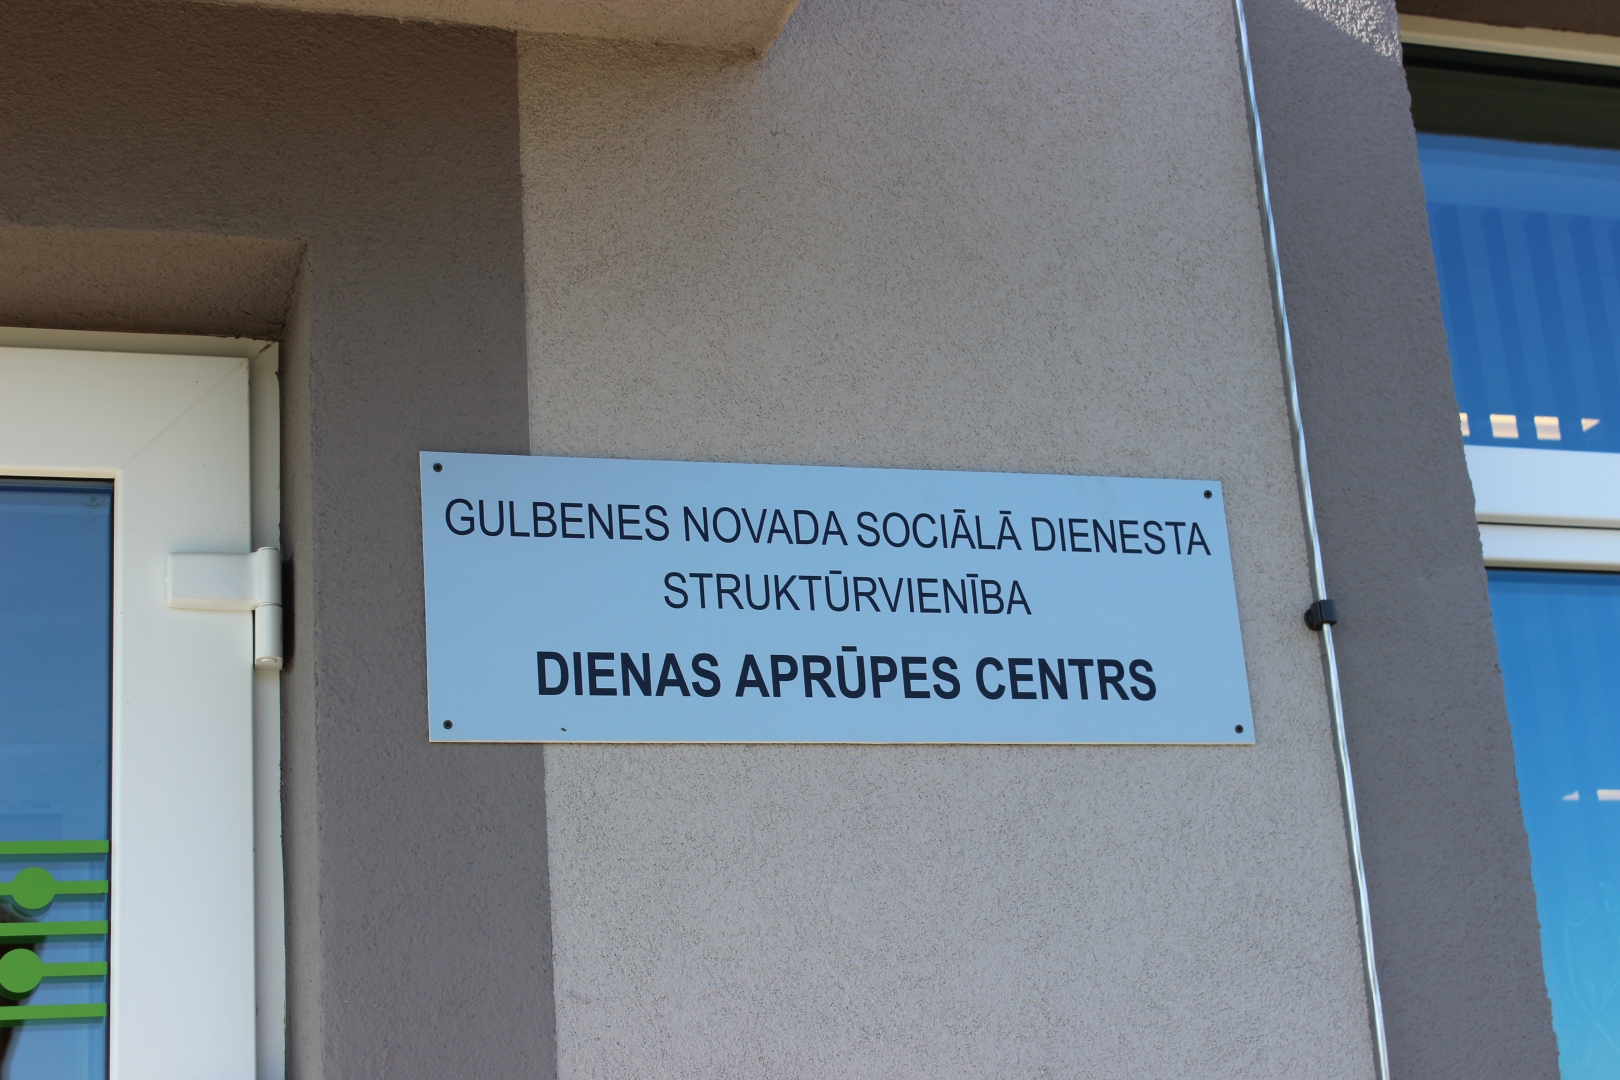 GULBENES NOVADA SOCIĀLĀ DIENESTA
STRUKTŪRVIENĪBA
DIENAS APRŪPES CENTRS